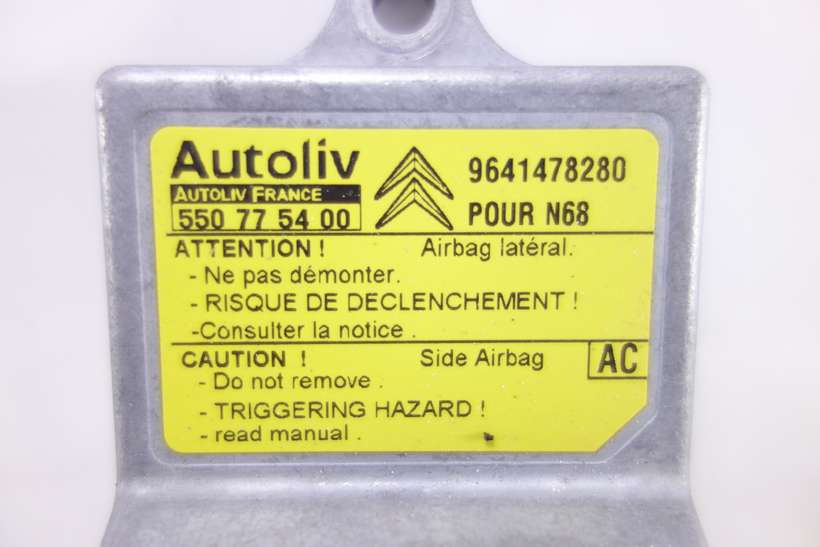 Autoliv
AUTOLIV FRANCE
550 77 54 00
9641478280
POUR N68
ATTENTION ! Airbag latéral.
- Ne pas démonter.
- RISQUE DE DECLENCHEMENT !
-Consulter la notice .
CAUTION ! Side Airbag AC
- Do not remove .
- TRIGGERING HAZARD !
- read manual .